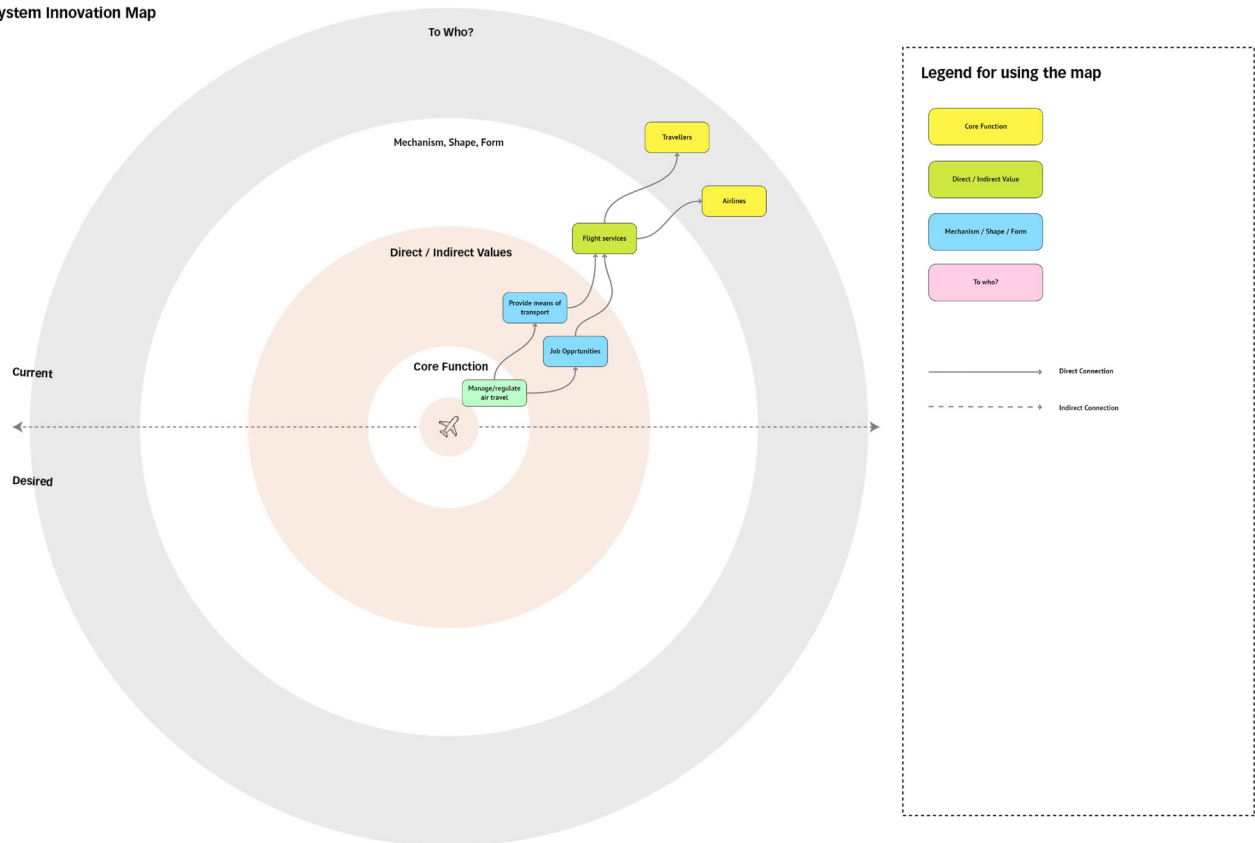 ystem Innovation Map
To Who?
Mechanism, Shape, Form
Direct / Indirect Values
Core Function
Current
Desired
Travellers
Airlines
Flight services
Provide means of
transport
Job Opprtunities
Manage/regulate
air travel
Legend for using the map
Core Function
Direct / Indirect Value
Mechanism / Shape / Form
To who?
Direct Connection
Indirect Connection